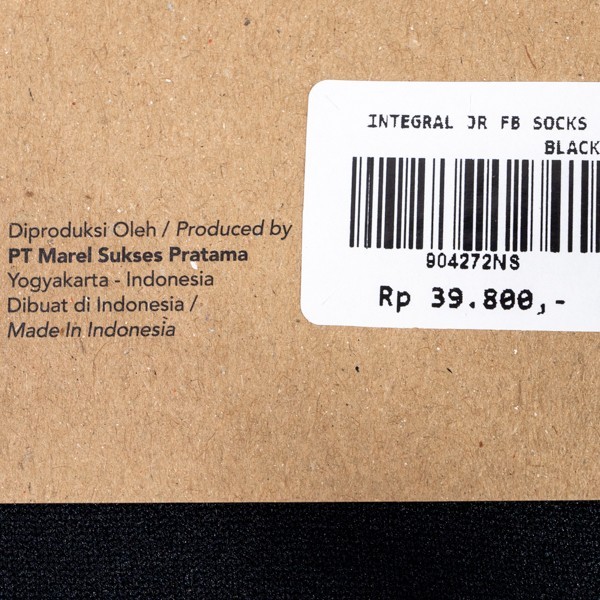 Diproduksi Oleh / Produced by
PT Marel Sukses Pratama
Yogyakarta - Indonesia
Dibuat di Indonesia /
Made In Indonesia
INTEGRAL JR FB SOCKS
BLACK
904272NS
Rp 39.800,-